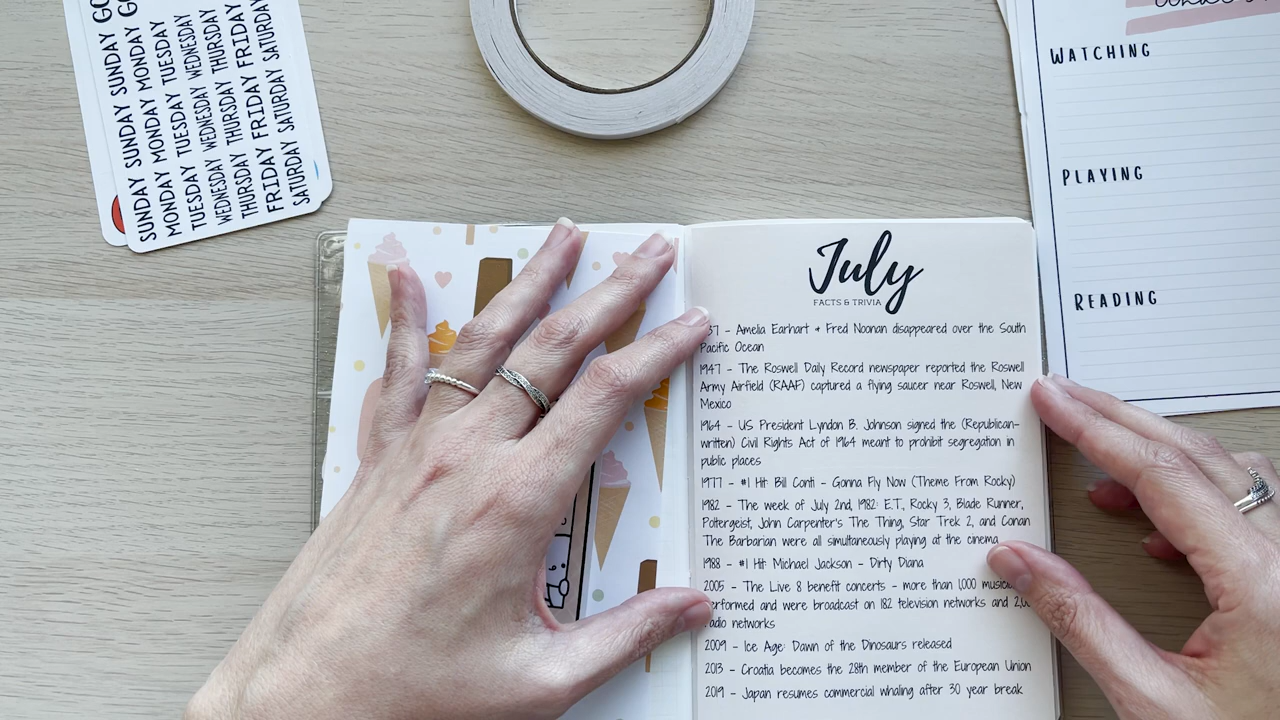 SUNDAY SUNDAY SUNDAY
MONDAY MONDAY MONDAY
TUESDAY TUESDAY TUESDAY
WEDNESDAY WEDNESDAY WEDNESDAY
THURSDAY THURSDAY THURSDAY
FRIDAY FRIDAY FRIDAY FRIDAY
SATURDAY SATURDAY SATURDAY
WATCHING
PLAYING
READING
July
FACTS & TRIVIA
- Amelia Earhart + Fred Noonan disappeared over the South
Pacific Ocean
1947 - The Roswell Daily Record newspaper reported the Roswell
Army Airfield (RAAF) captured a flying saucer near Roswell, New
Mexico
1964 - US President Lyndon B. Johnson signed the (Republican-
written) Civil Rights Act of 1964 meant to prohibit segregation in
public places
1977 - #1 Hit Bill Conti - Gonna Fly Now (Theme From Rocky)
1982 - The week of July 2nd, 1982: E.T., Rocky 3, Blade Runner,
Poltergeist, John Carpenter's The Thing, Star Trek 2, and Conan
The Barbarian were all simultaneously playing at the cinema
1988 - #1 Hit Michael Jackson - Dirty Diana
2005 - The Live 8 benefit concerts - more than 1,000
performed and were broadcast on 182 television networks and
radio networks
2009 - Ice Age: Dawn of the Dinosaurs released
2013 - Croatia becomes the 28th member of the European Union
2019 - Japan resumes commercial whaling after 30 year break